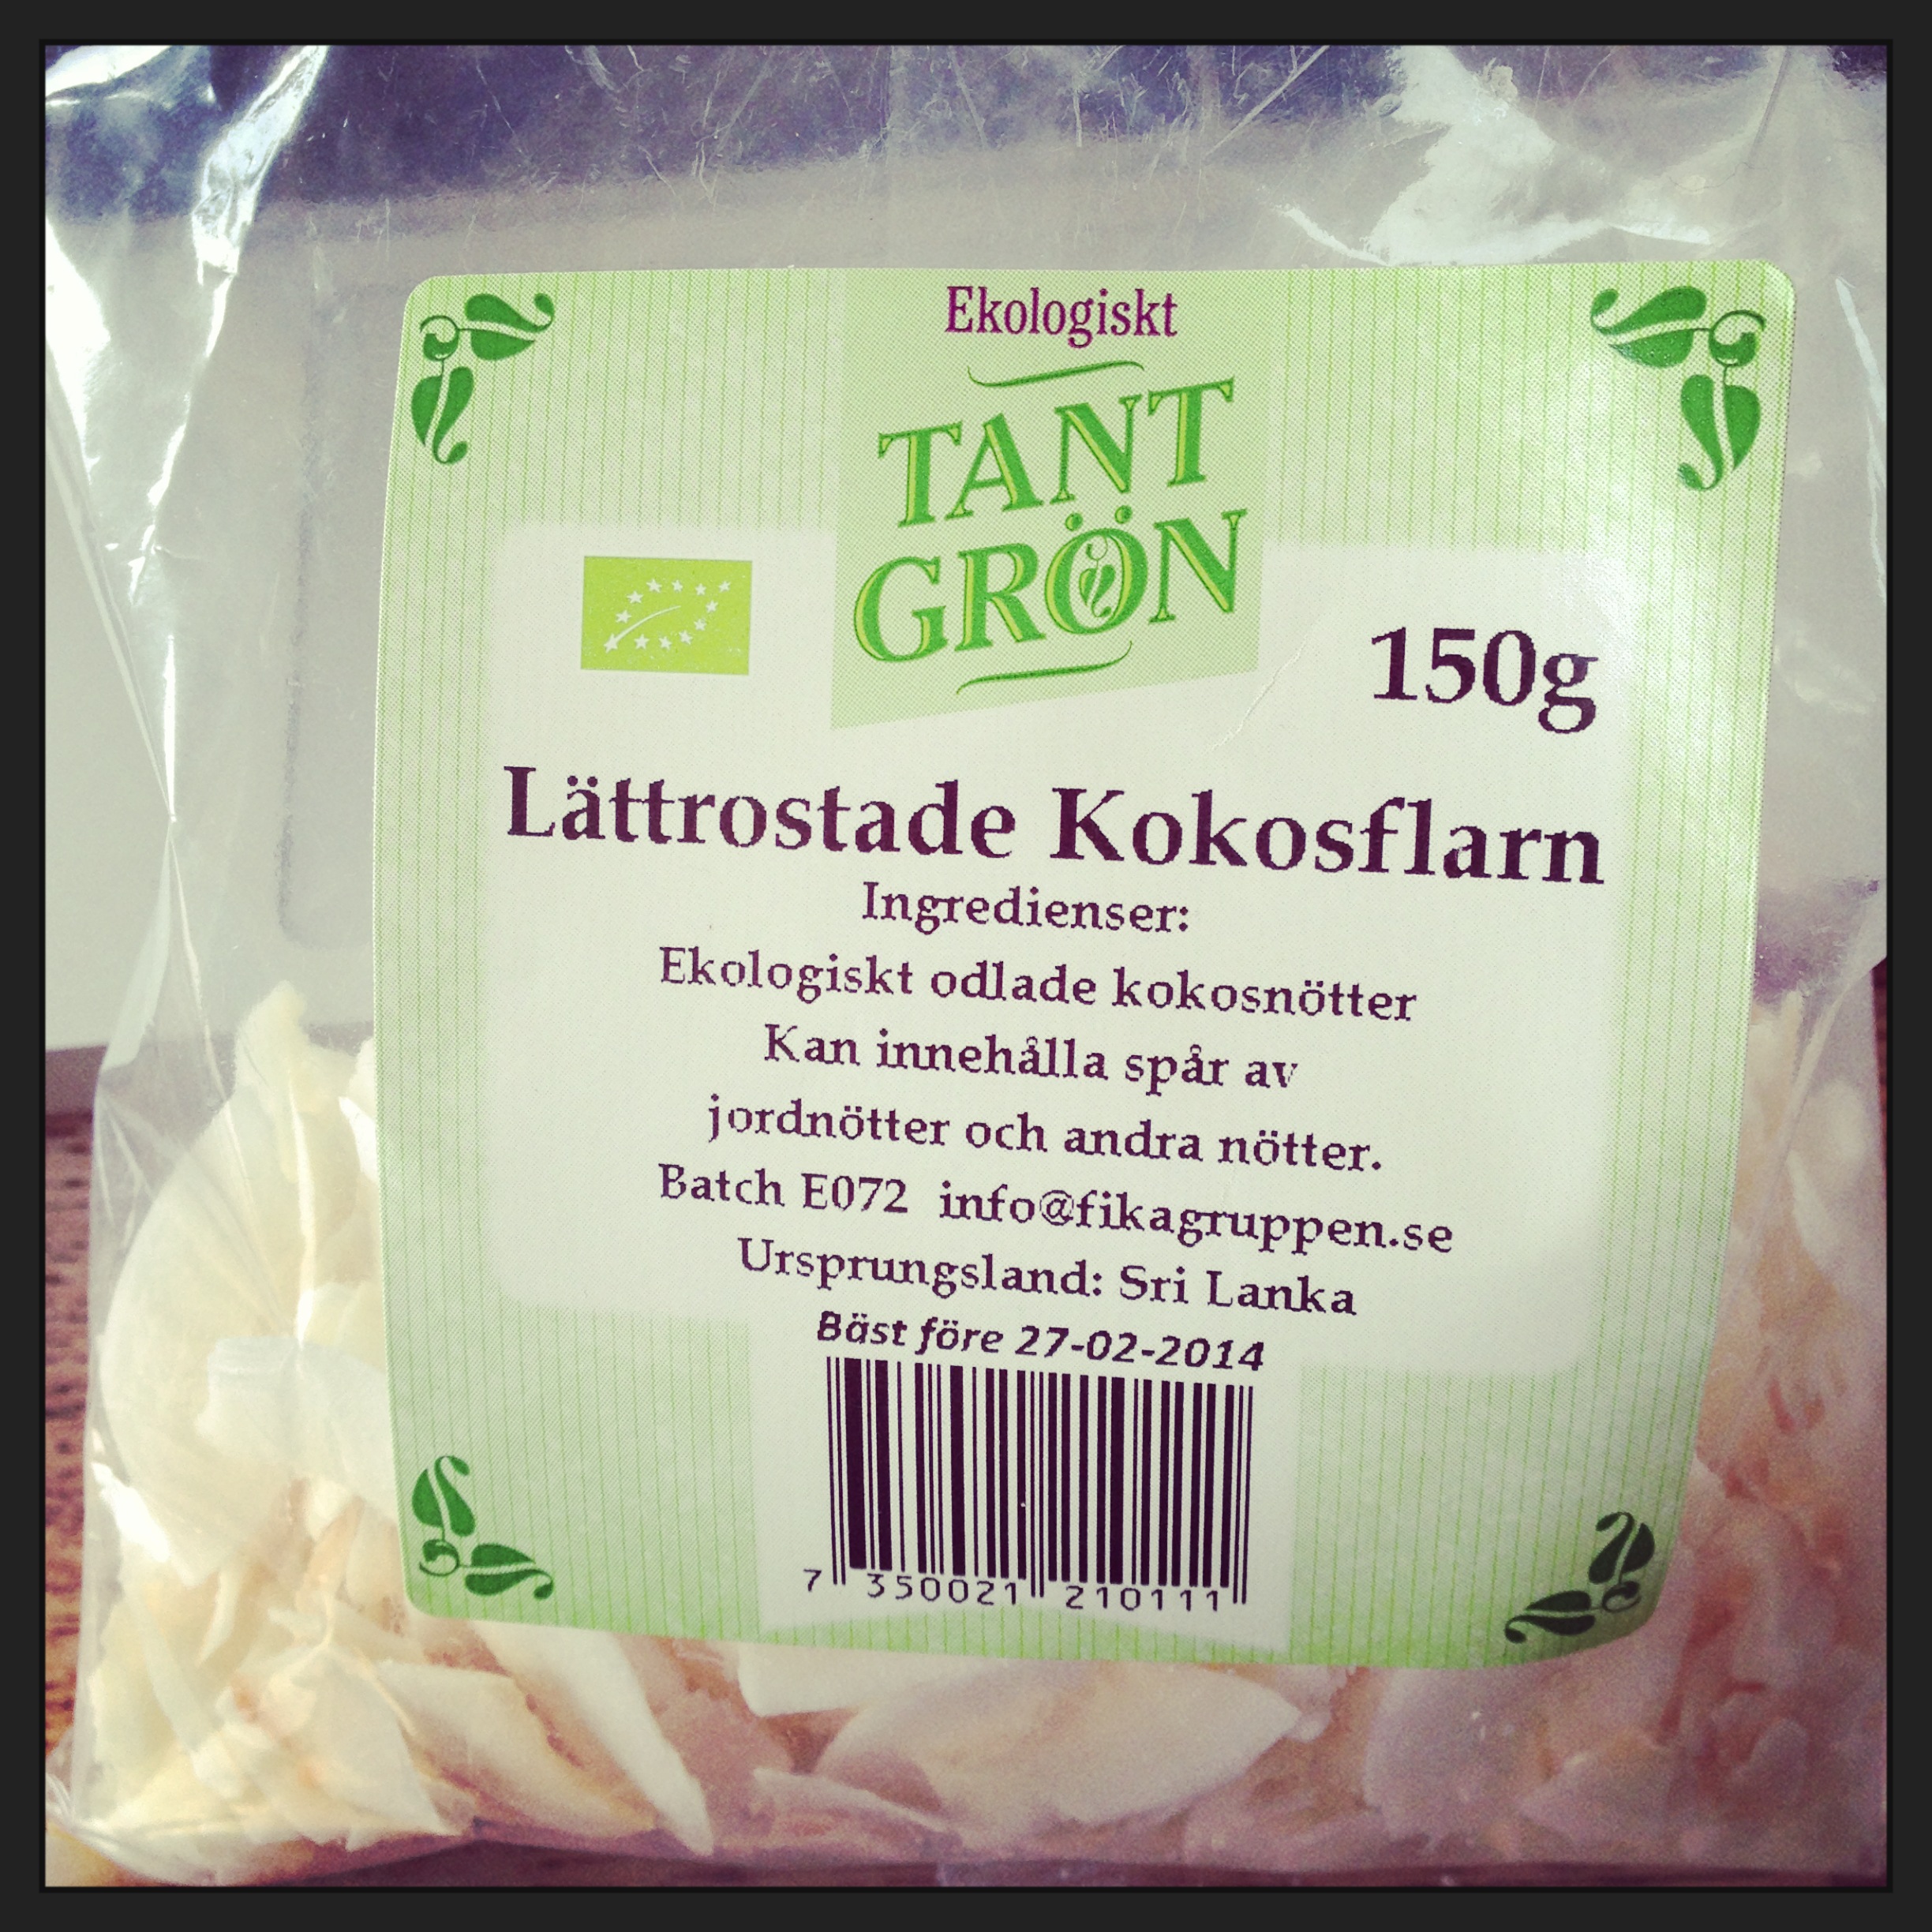 Ekologiskt
TANT
GRÖN
150g
Lättrostade Kokosflarn
Ingredienser:
Ekologiskt odlade kokosnötter
Kan innehålla spår av
jordnötter och andra nötter.
Batch E072 info@fikagruppen.se
Ursprungsland: Sri Lanka
Bäst före 27-02-2014
7 350021 210111